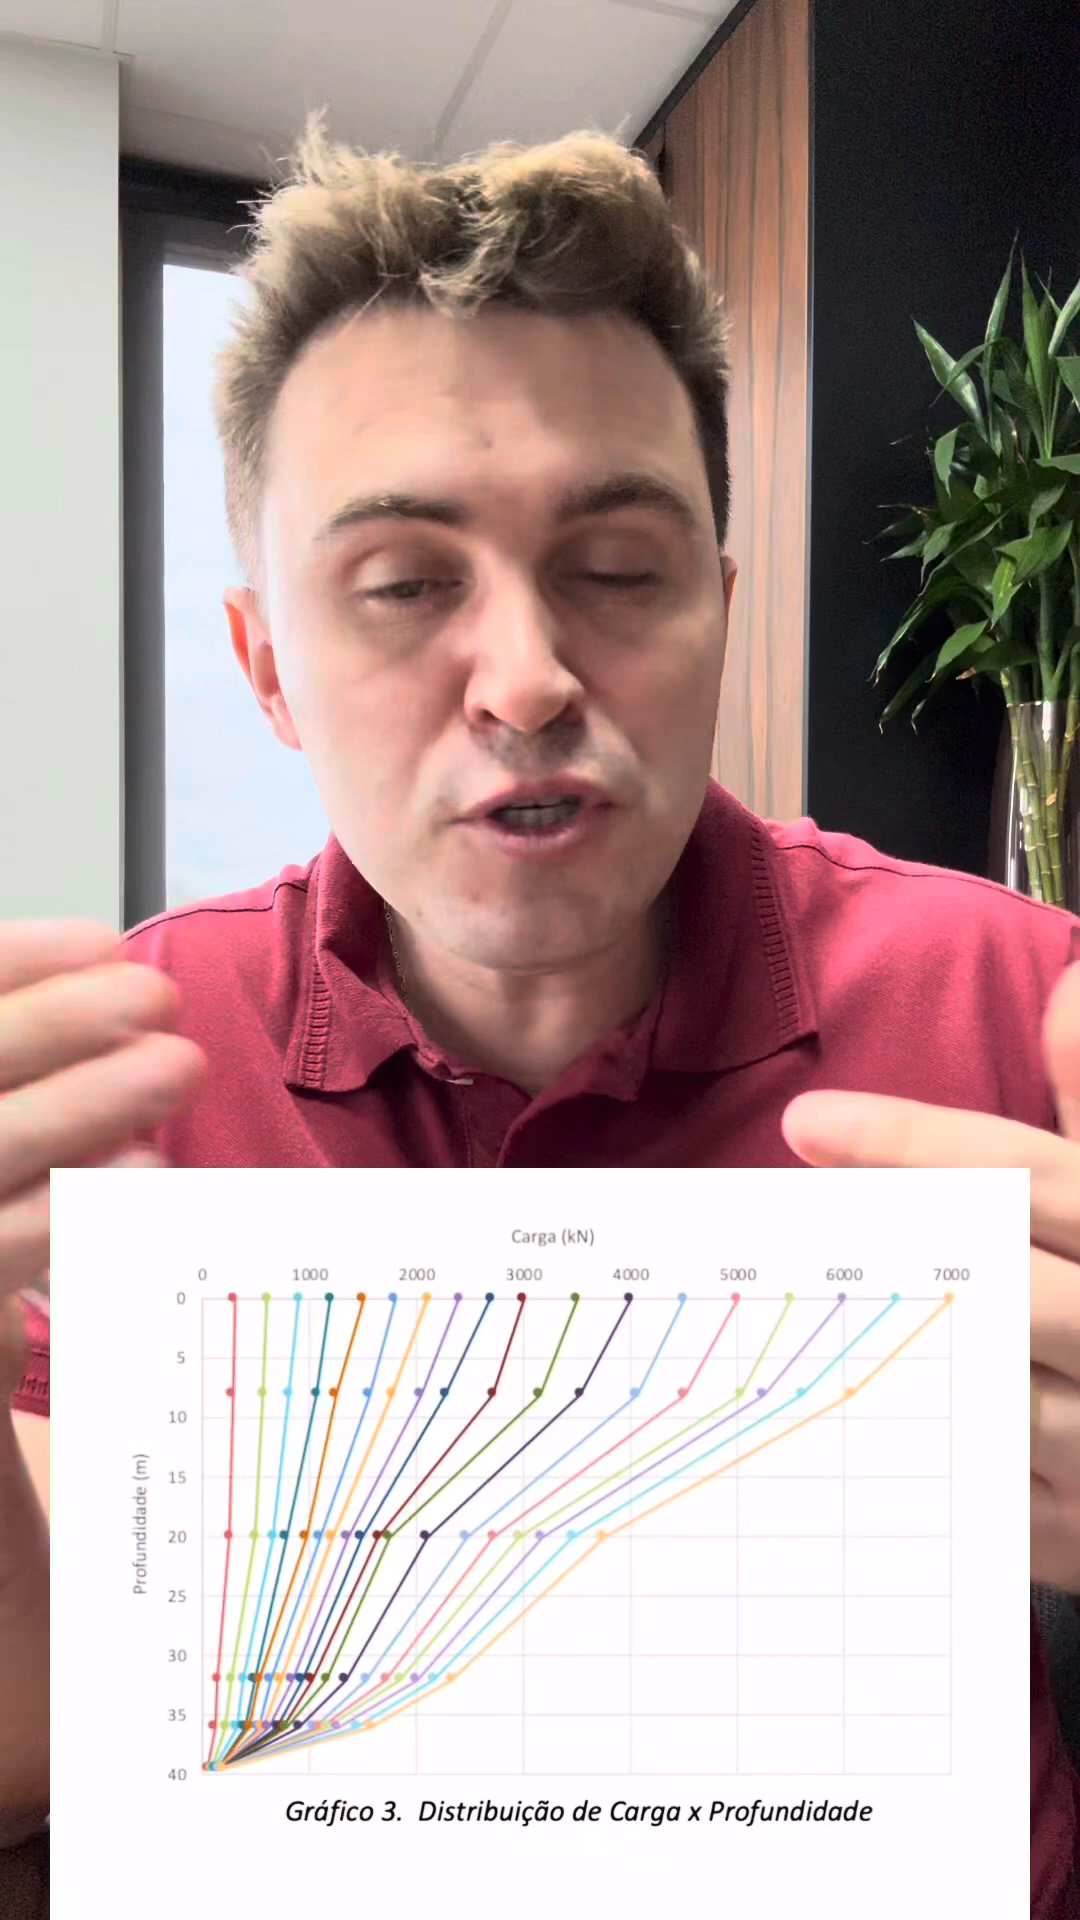 Carga (kN)
0 1000 2000 3000 4000 5000 6000 7000
0
5
10
15
20
25
30
35
40
Profundidade (m)
Gráfico 3. Distribuição de Carga x Profundidade